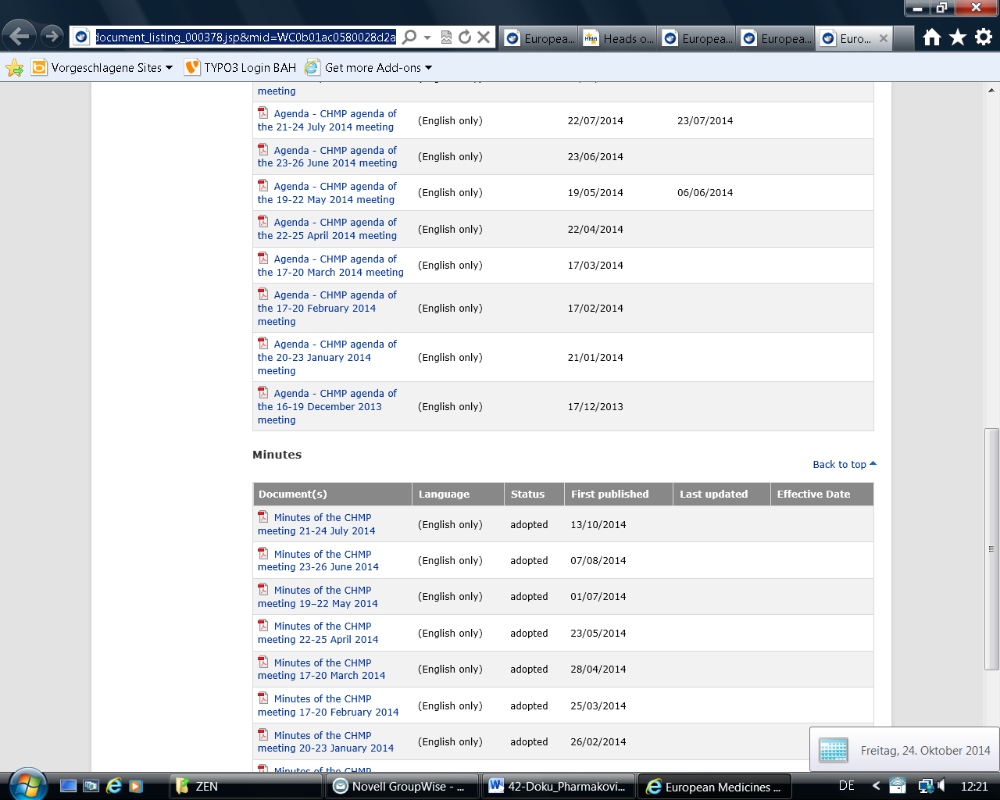 document_listing_000378.jsp&mid=WC0b01ac0580028d2a
Europea...
Heads o...
Europea...
Europea...
Euro...
Vorgeschlagene Sites
TYPO3 Login BAH
Get more Add-ons
meeting
Agenda - CHMP agenda of
the 21-24 July 2014 meeting
(English only)
22/07/2014
23/07/2014
Agenda - CHMP agenda of
the 23-26 June 2014 meeting
(English only)
23/06/2014
Agenda - CHMP agenda of
the 19-22 May 2014 meeting
(English only)
19/05/2014
06/06/2014
Agenda - CHMP agenda of
the 22-25 April 2014 meeting
(English only)
22/04/2014
Agenda - CHMP agenda of
the 17-20 March 2014 meeting
(English only)
17/03/2014
Agenda - CHMP agenda of
the 17-20 February 2014
meeting
(English only)
17/02/2014
Agenda - CHMP agenda of
the 20-23 January 2014
meeting
(English only)
21/01/2014
Agenda - CHMP agenda of
the 16-19 December 2013
meeting
(English only)
17/12/2013
Minutes
Back to top
Document(s) Language Status First published Last updated Effective Date
Minutes of the CHMP
meeting 21-24 July 2014
(English only)
adopted
13/10/2014
Minutes of the CHMP
meeting 23-26 June 2014
(English only)
adopted
07/08/2014
Minutes of the CHMP
meeting 19–22 May 2014
(English only)
adopted
01/07/2014
Minutes of the CHMP
meeting 22-25 April 2014
(English only)
adopted
23/05/2014
Minutes of the CHMP
meeting 17-20 March 2014
(English only)
adopted
28/04/2014
Minutes of the CHMP
meeting 17-20 February 2014
(English only)
adopted
25/03/2014
Minutes of the CHMP
meeting 20-23 January 2014
(English only)
adopted
26/02/2014
Minutes of the CHMP
Freitag, 24. Oktober 2014
ZEN
Novell GroupWise - ...
42-Doku_Pharmakovi...
European Medicines ...
DE
12:21